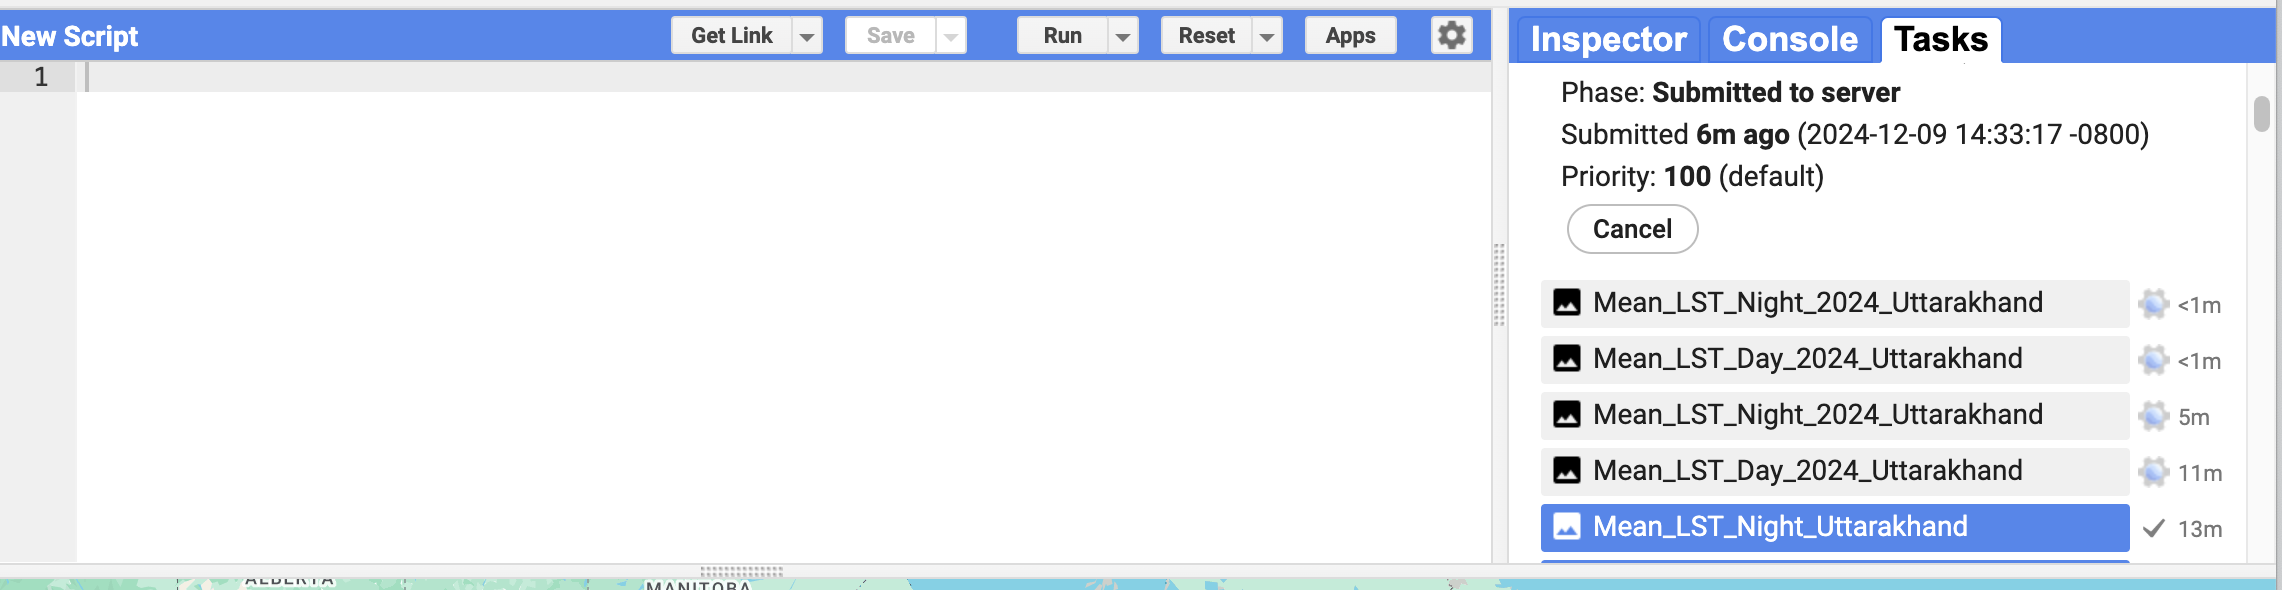 New Script Get Link Save Run Reset Apps
1
Inspector Console Tasks
Phase: Submitted to server
Submitted 6m ago (2024-12-09 14:33:17 -0800)
Priority: 100 (default)
Cancel
Mean_LST_Night_2024_Uttarakhand <1m
Mean_LST_Day_2024_Uttarakhand <1m
Mean_LST_Night_2024_Uttarakhand 5m
Mean_LST_Day_2024_Uttarakhand 11m
Mean_LST_Night_Uttarakhand 13m
ALBERTA
MANITOBA